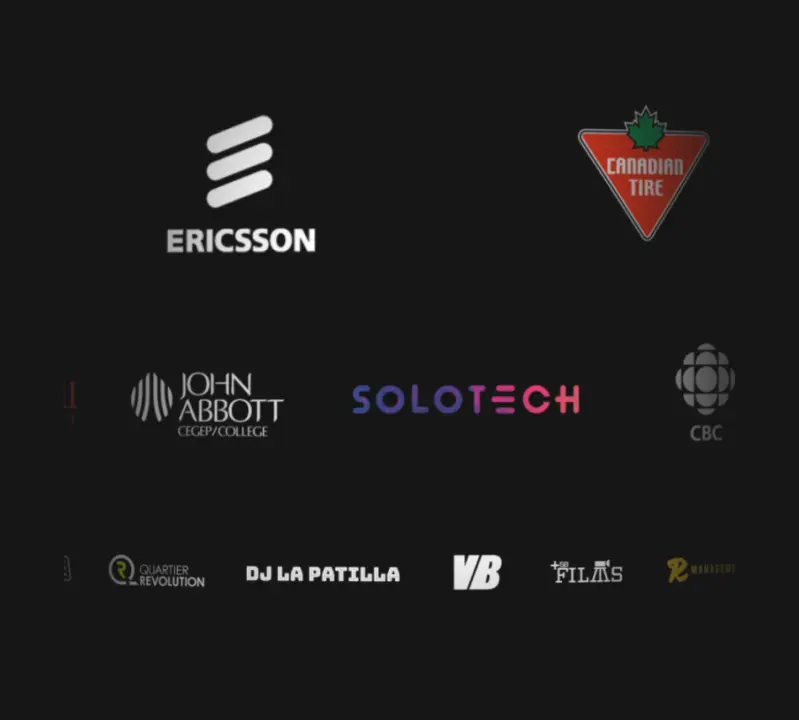 ERICSSON
CANADIAN
TIRE
JOHN
ABBOTT
CEGEP/COLLEGE
SOLOTECH
CBC
QUARTIER
REVOLUTION
DJ LA PATILLA
VB
FILMS
R